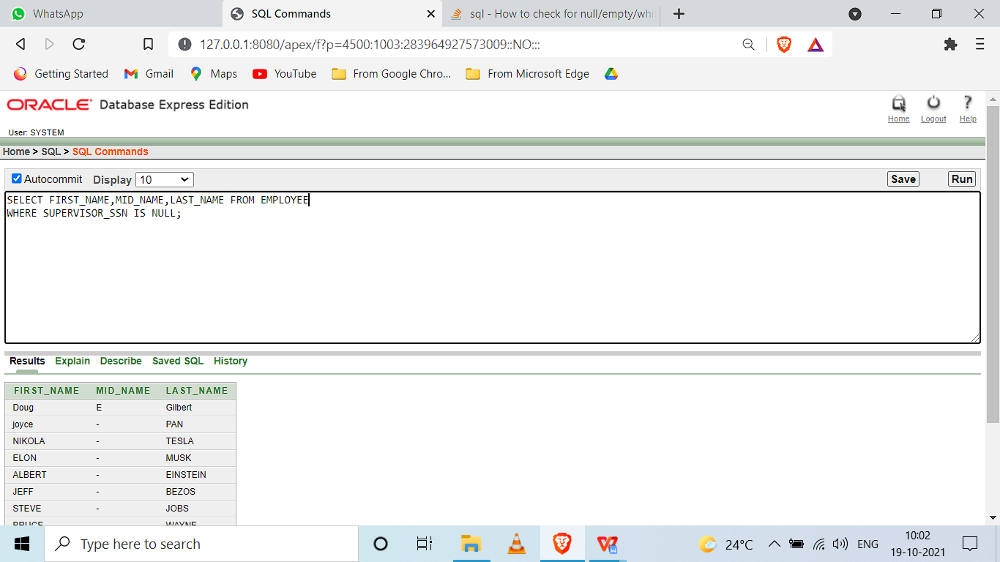 WhatsApp
SQL Commands
sql - How to check for null/empty/whi
127.0.0.1:8080/apex/f?p=4500:1003:283964927573009::NO:::
Getting Started
Gmail
Maps
YouTube
From Google Chro...
From Microsoft Edge
ORACLE Database Express Edition
Home
Logout
Help
User: SYSTEM
Home > SQL > SQL Commands
Autocommit Display 10
Save
Run
SELECT FIRST_NAME,MID_NAME,LAST_NAME FROM EMPLOYEE
WHERE SUPERVISOR_SSN IS NULL;
Results Explain Describe Saved SQL History
FIRST_NAME MID_NAME LAST_NAME
Doug E Gilbert
joyce - PAN
NIKOLA - TESLA
ELON - MUSK
ALBERT - EINSTEIN
JEFF - BEZOS
STEVE - JOBS
BRUCE WAYNE
Type here to search
24°C
ENG
10:02
19-10-2021